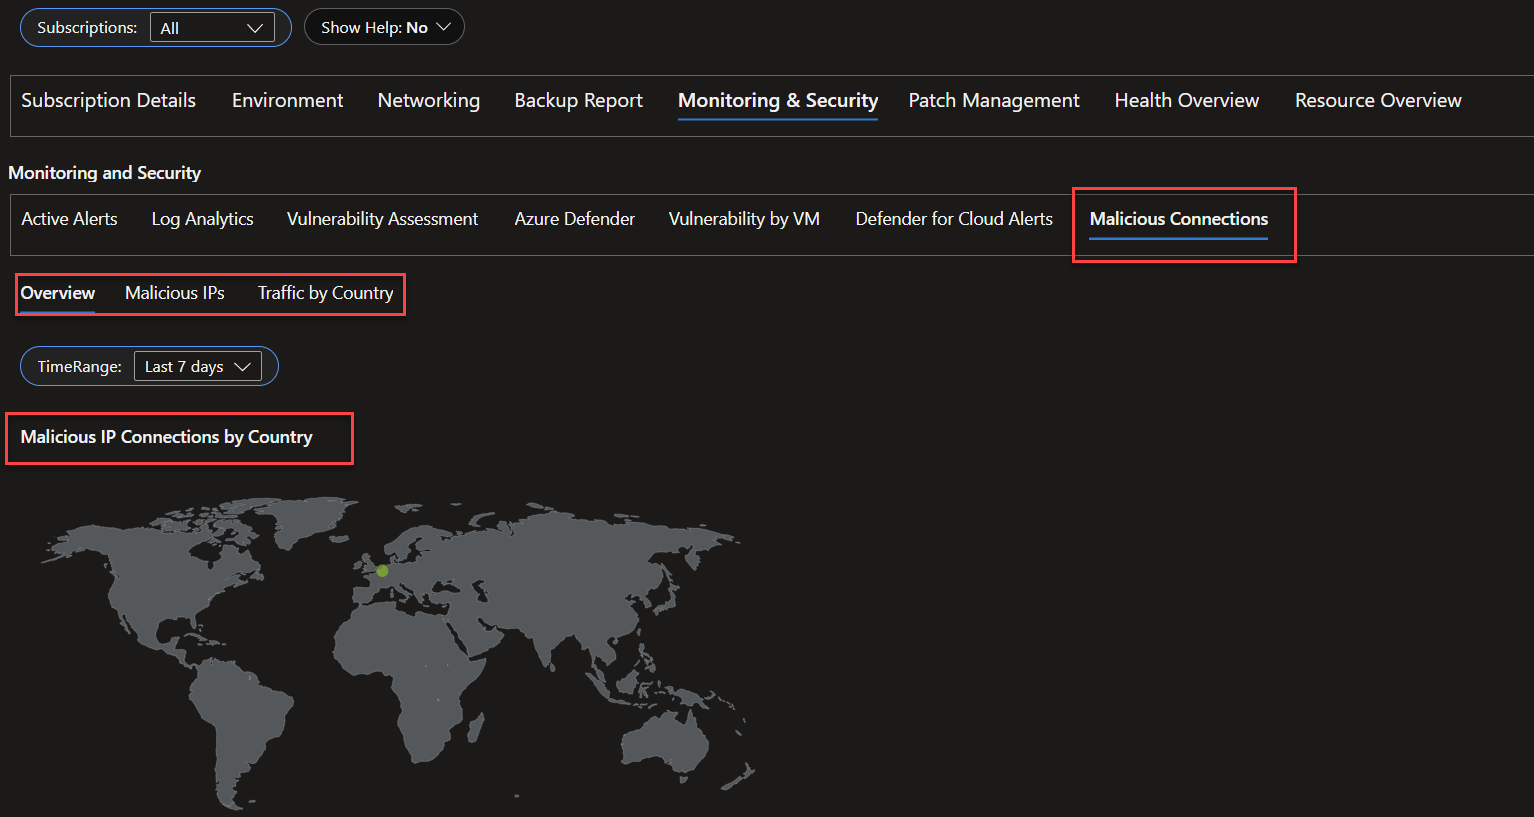 Subscriptions: All Show Help: No
Subscription Details Environment Networking Backup Report Monitoring & Security Patch Management Health Overview Resource Overview
Monitoring and Security
Active Alerts Log Analytics Vulnerability Assessment Azure Defender Vulnerability by VM Defender for Cloud Alerts Malicious Connections
Overview Malicious IPs Traffic by Country
TimeRange: Last 7 days
Malicious IP Connections by Country